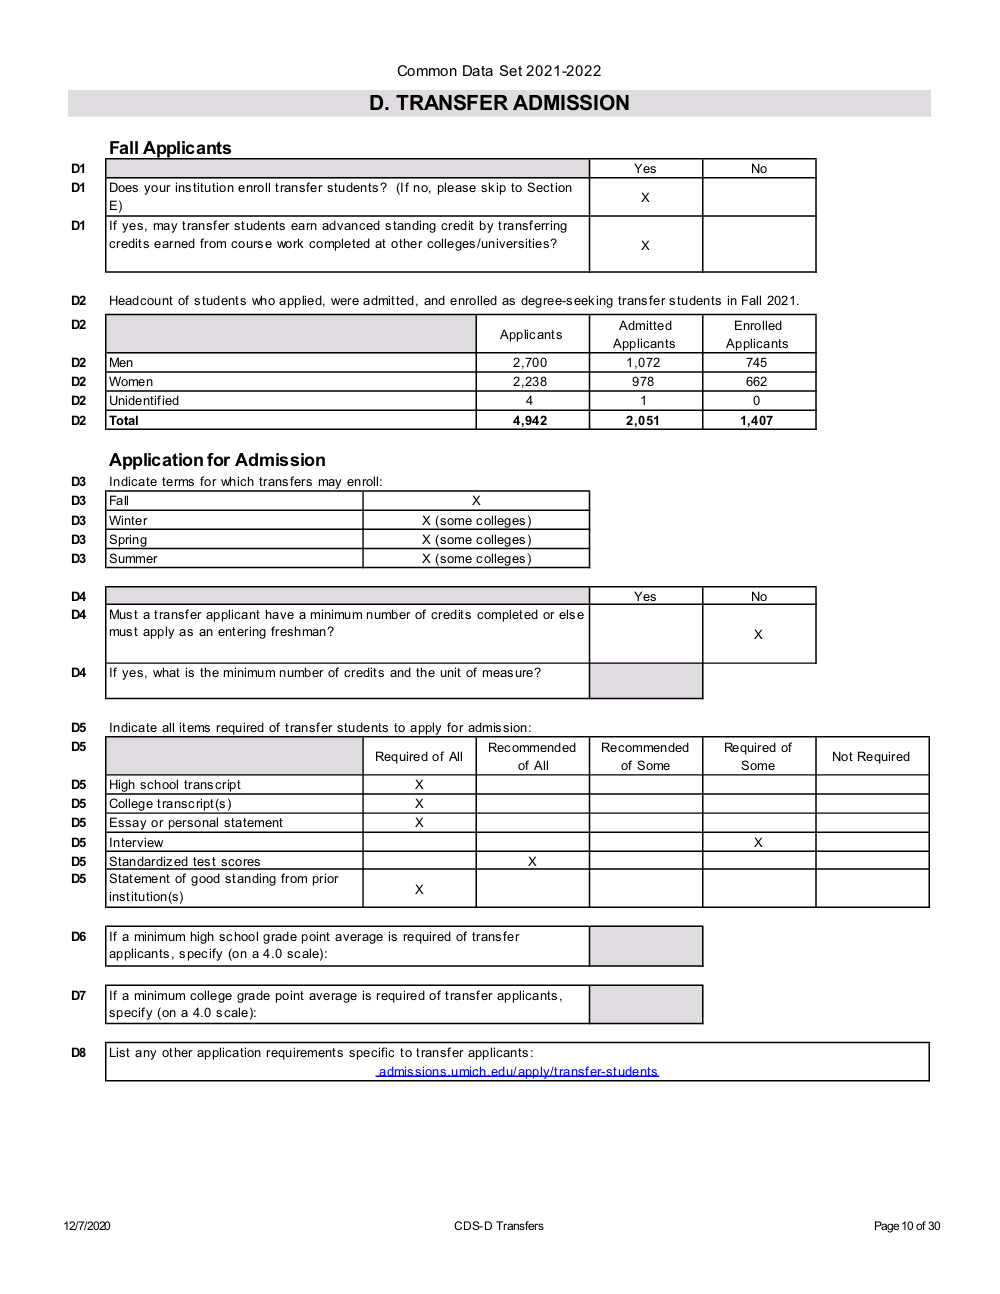 Common Data Set 2021-2022
D. TRANSFER ADMISSION
Fall Applicants
D1 Yes No
D1 Does your institution enroll transfer students? (If no, please skip to Section
E) X
D1 If yes, may transfer students earn advanced standing credit by transferring
credits earned from course work completed at other colleges/universities? X
D2 Headcount of students who applied, were admitted, and enrolled as degree-seeking transfer students in Fall 2021.
D2 Applicants Admitted Applicants Enrolled Applicants
D2 Men 2,700 1,072 745
D2 Women 2,238 978 662
D2 Unidentified 4 1 0
D2 Total 4,942 2,051 1,407
Application for Admission
D3 Indicate terms for which transfers may enroll:
D3 Fall X
D3 Winter X (some colleges)
D3 Spring X (some colleges)
D3 Summer X (some colleges)
D4 Yes No
D4 Must a transfer applicant have a minimum number of credits completed or else
must apply as an entering freshman? X
D4 If yes, what is the minimum number of credits and the unit of measure?
D5 Indicate all items required of transfer students to apply for admission:
D5 Required of All Recommended of All Recommended of Some Required of Some Not Required
D5 High school transcript X
D5 College transcript(s) X
D5 Essay or personal statement X
D5 Interview X
D5 Standardized test scores X
D5 Statement of good standing from prior
institution(s) X
D6 If a minimum high school grade point average is required of transfer
applicants, specify (on a 4.0 scale):
D7 If a minimum college grade point average is required of transfer applicants,
specify (on a 4.0 scale):
D8 List any other application requirements specific to transfer applicants:
admissions.umich.edu/apply/transfer-students
12/7/2020 CDS-D Transfers Page 10 of 30